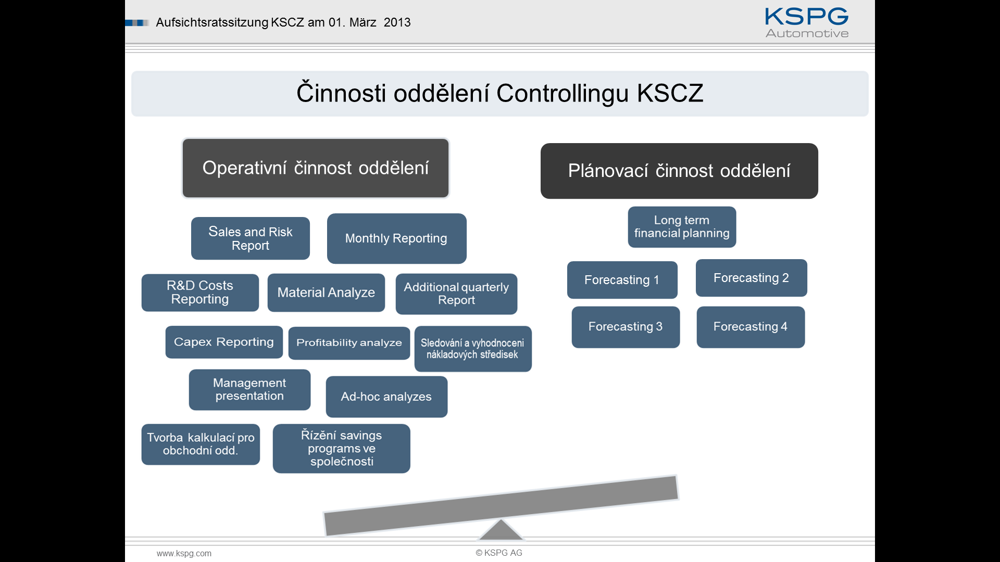 Aufsichtsratssitzung KSCZ am 01. März 2013
KSPG
Automotive
Činnosti oddělení Controllingu KSCZ
Operativní činnost oddělení
Sales and Risk
Report
Monthly Reporting
R&D Costs
Reporting
Material Analyze
Additional quarterly
Report
Capex Reporting
Profitability analyze
Sledování a vyhodnoceni
nákladových středisek
Management
presentation
Ad-hoc analyzes
Tvorba kalkulací pro
obchodní odd.
Řízění savings
programs ve
společnosti
Plánovací činnost oddělení
Long term
financial planning
Forecasting 1
Forecasting 2
Forecasting 3
Forecasting 4
www.kspg.com
© KSPG AG